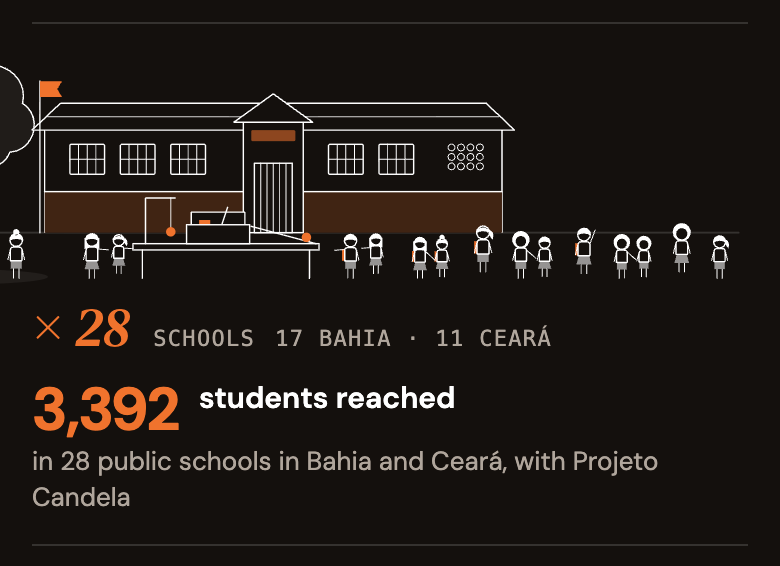 × 28 SCHOOLS 17 BAHIA · 11 CEARÁ
3,392 students reached
in 28 public schools in Bahia and Ceará, with Projeto
Candela